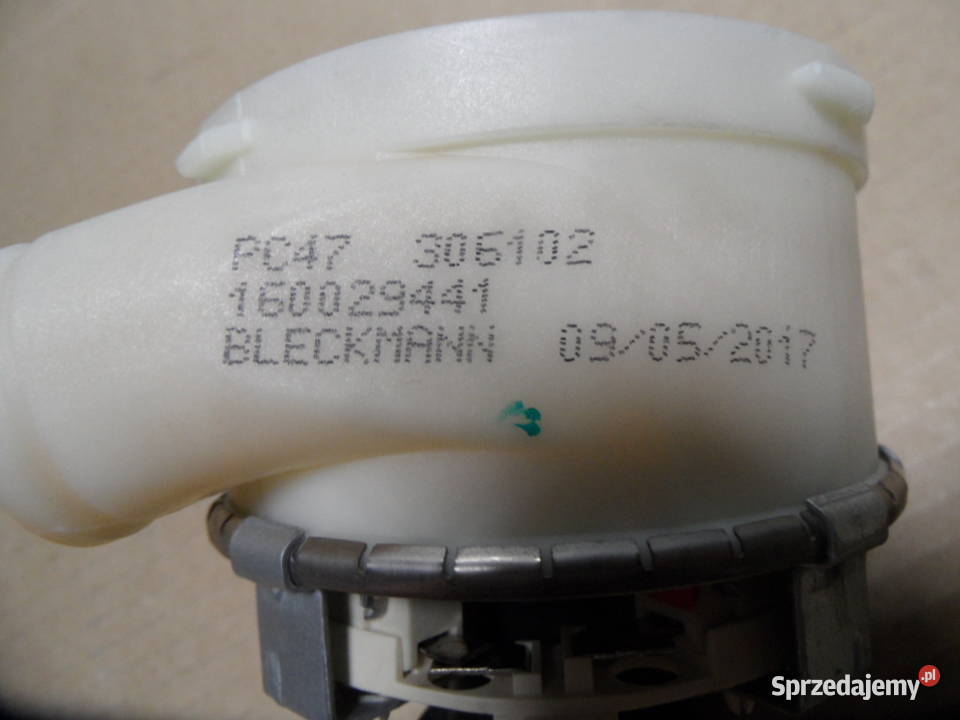 PC47 306102
160029441
BLECKMANN 09/05/2017
Sprzedajemy.pl